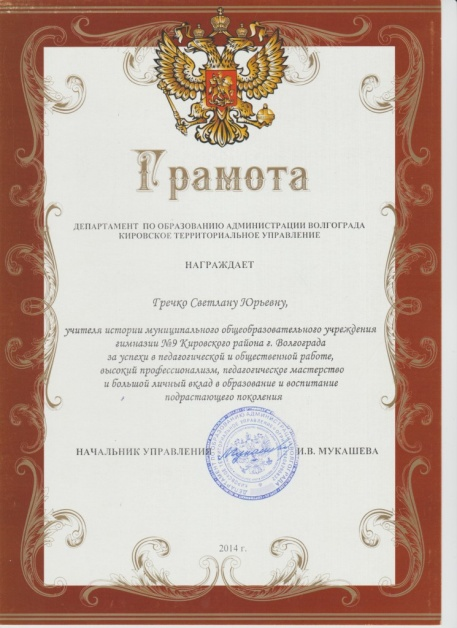 Грамота
ДЕПАРТАМЕНТ ПО ОБРАЗОВАНИЮ АДМИНИСТРАЦИИ ВОЛГОГРАДА
КИРОВСКОЕ ТЕРРИТОРИАЛЬНОЕ УПРАВЛЕНИЕ
НАГРАЖДАЕТ
Гречко Светлану Юрьевну,
учителя истории муниципального общеобразовательного учреждения
гимназии №9 Кировского района г. Волгограда
за успехи в педагогической и общественной работе,
высокий профессионализм, педагогическое мастерство
и большой личный вклад в образование и воспитание
подрастающего поколения
НАЧАЛЬНИК УПРАВЛЕНИЯ И.В. МУКАШЕВА
2014 г.